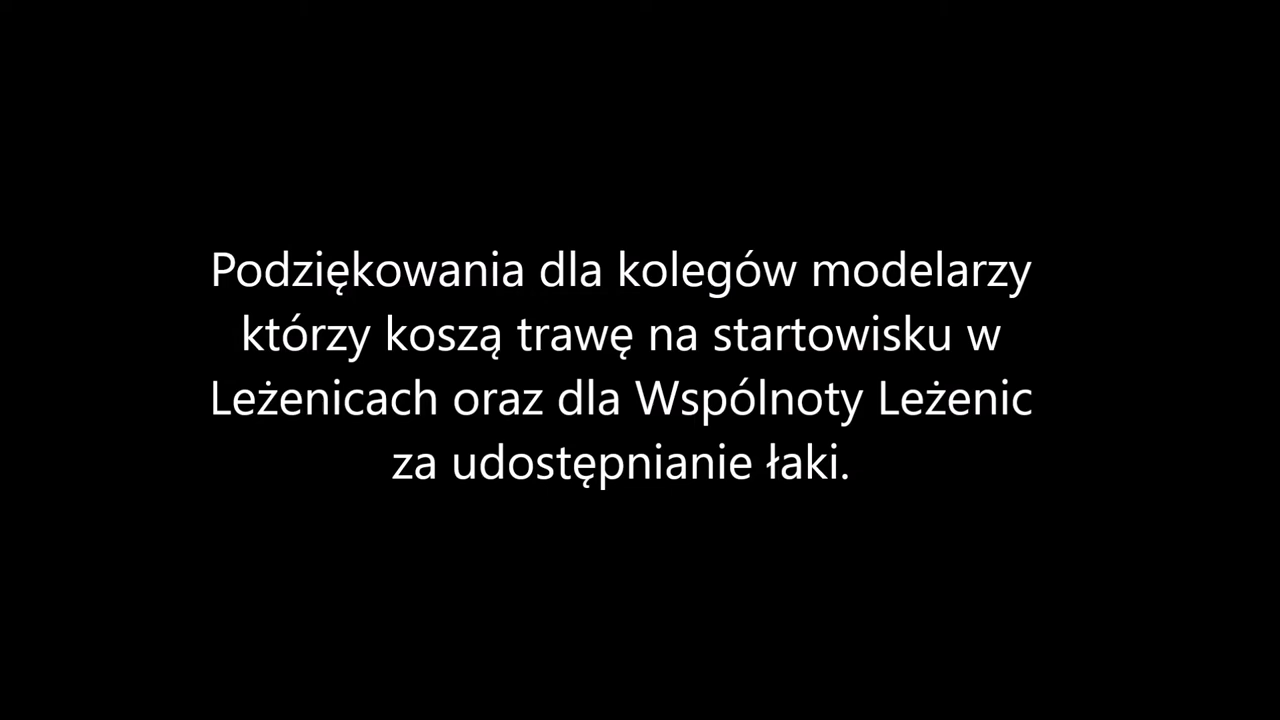 Podziękowania dla kolegów modelarzy
którzy koszą trawę na startowisku w
Leżenicach oraz dla Wspólnoty Leżenic
za udostępnianie łaki.